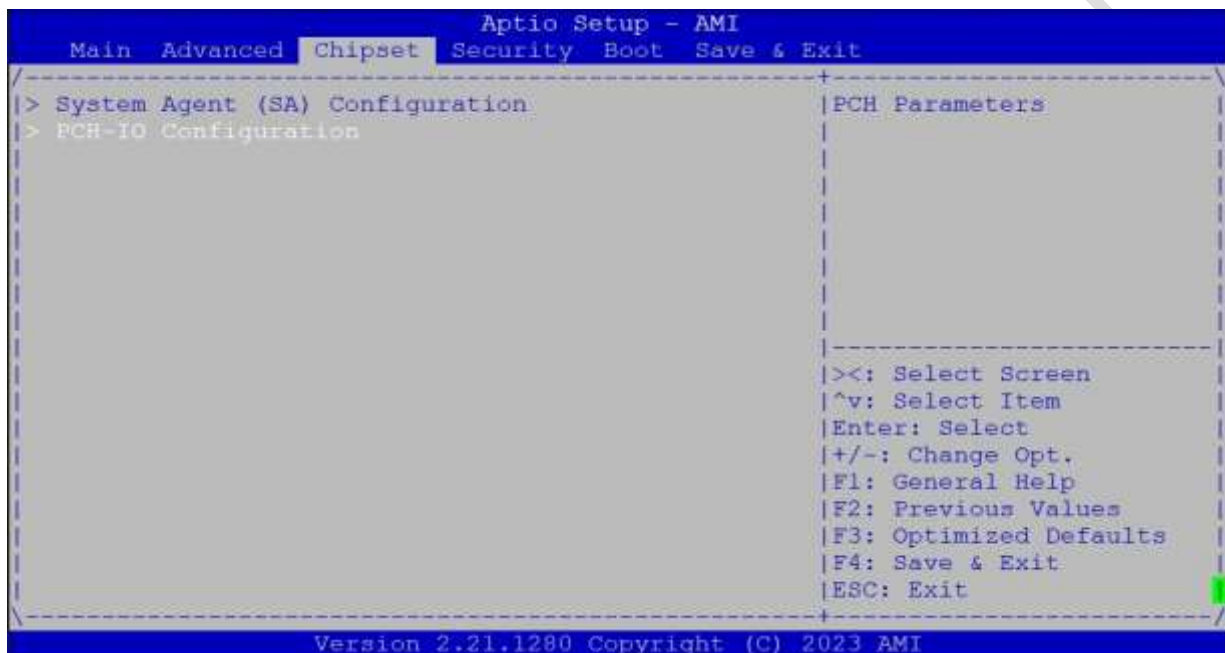 Aptio Setup - AMI
Main Advanced Chipset Security Boot Save & Exit
/----------------------------------------------------+-------------------------\
|> System Agent (SA) Configuration |PCH Parameters |
|> PCH-IO Configuration | |
| | |
| | |
| | |
| | |
| | |
| | |
| | |
| |-------------------------|
| |><: Select Screen |
| |^v: Select Item |
| |Enter: Select |
| |+/-: Change Opt. |
| |F1: General Help |
| |F2: Previous Values |
| |F3: Optimized Defaults |
| |F4: Save & Exit |
| |ESC: Exit |
\----------------------------------------------------+-------------------------/
Version 2.21.1280 Copyright (C) 2023 AMI